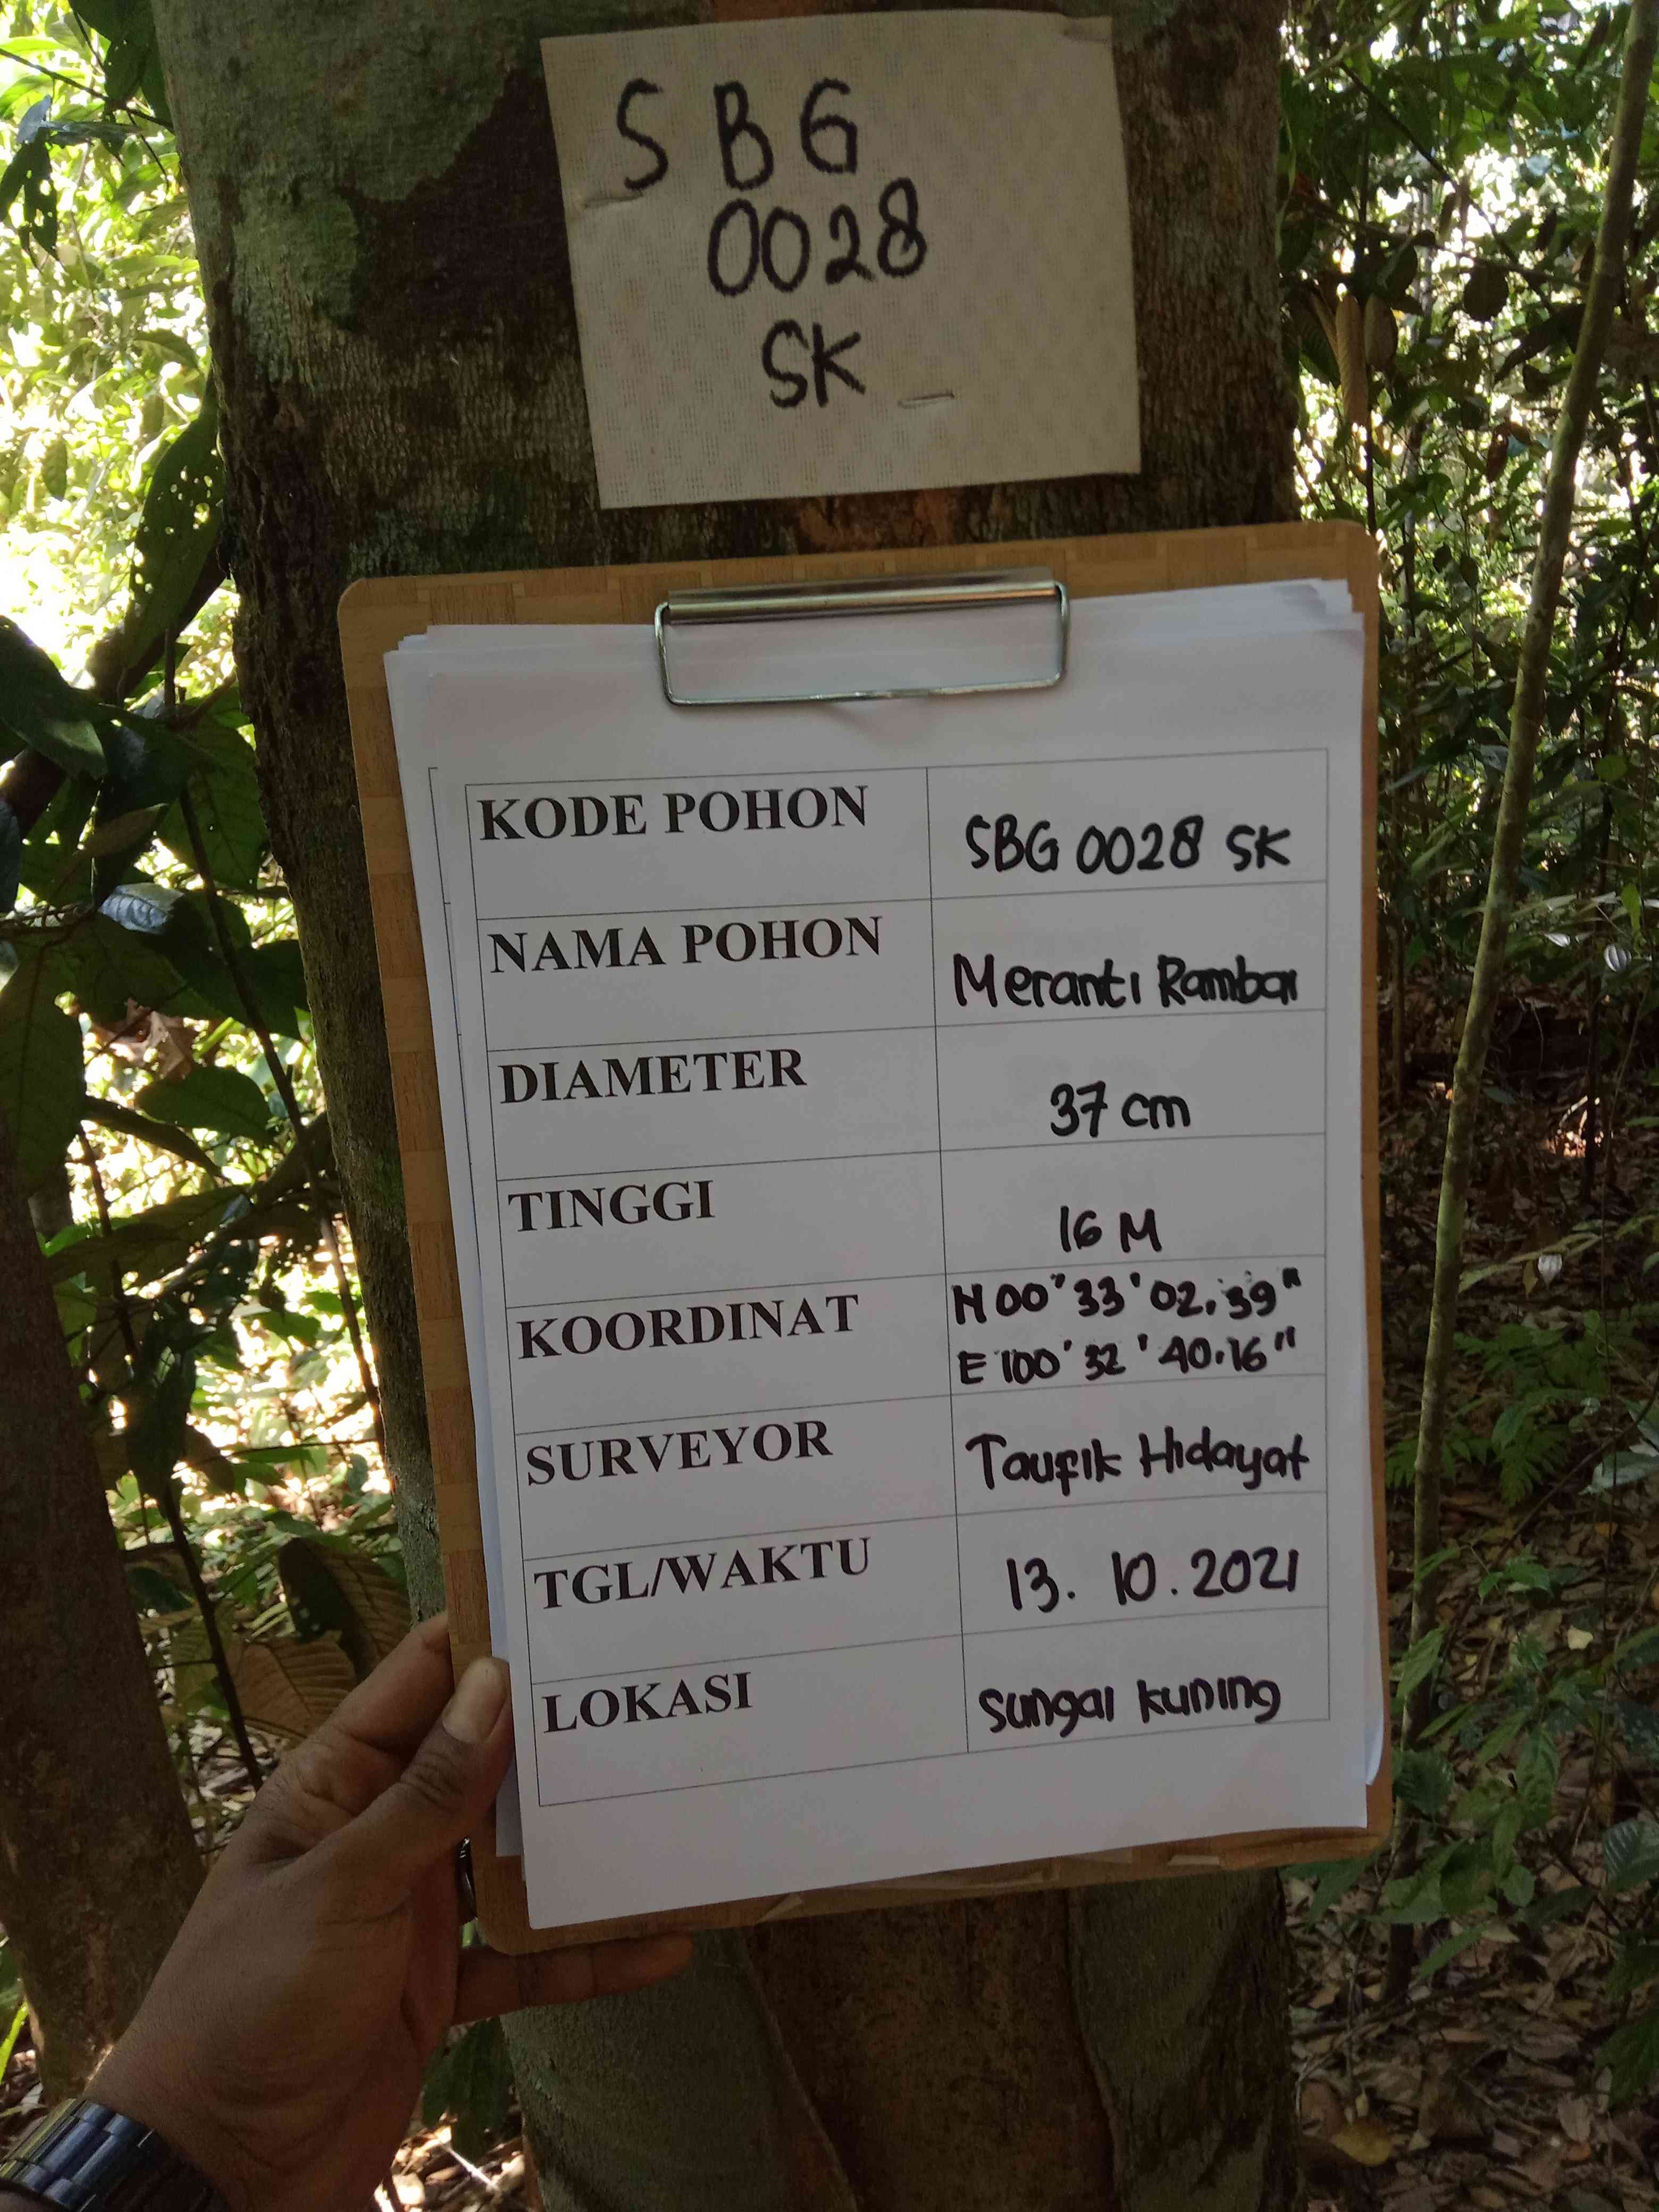 S B G
0028
SK
KODE POHON SBG 0028 SK
NAMA POHON Meranti Rambai
DIAMETER 37 cm
TINGGI 16 M
KOORDINAT N 00" 33' 02.39"
E 100' 32' 40.16"
SURVEYOR Taufik Hidayat
TGL/WAKTU 13. 10. 2021
LOKASI Sungai Kuning